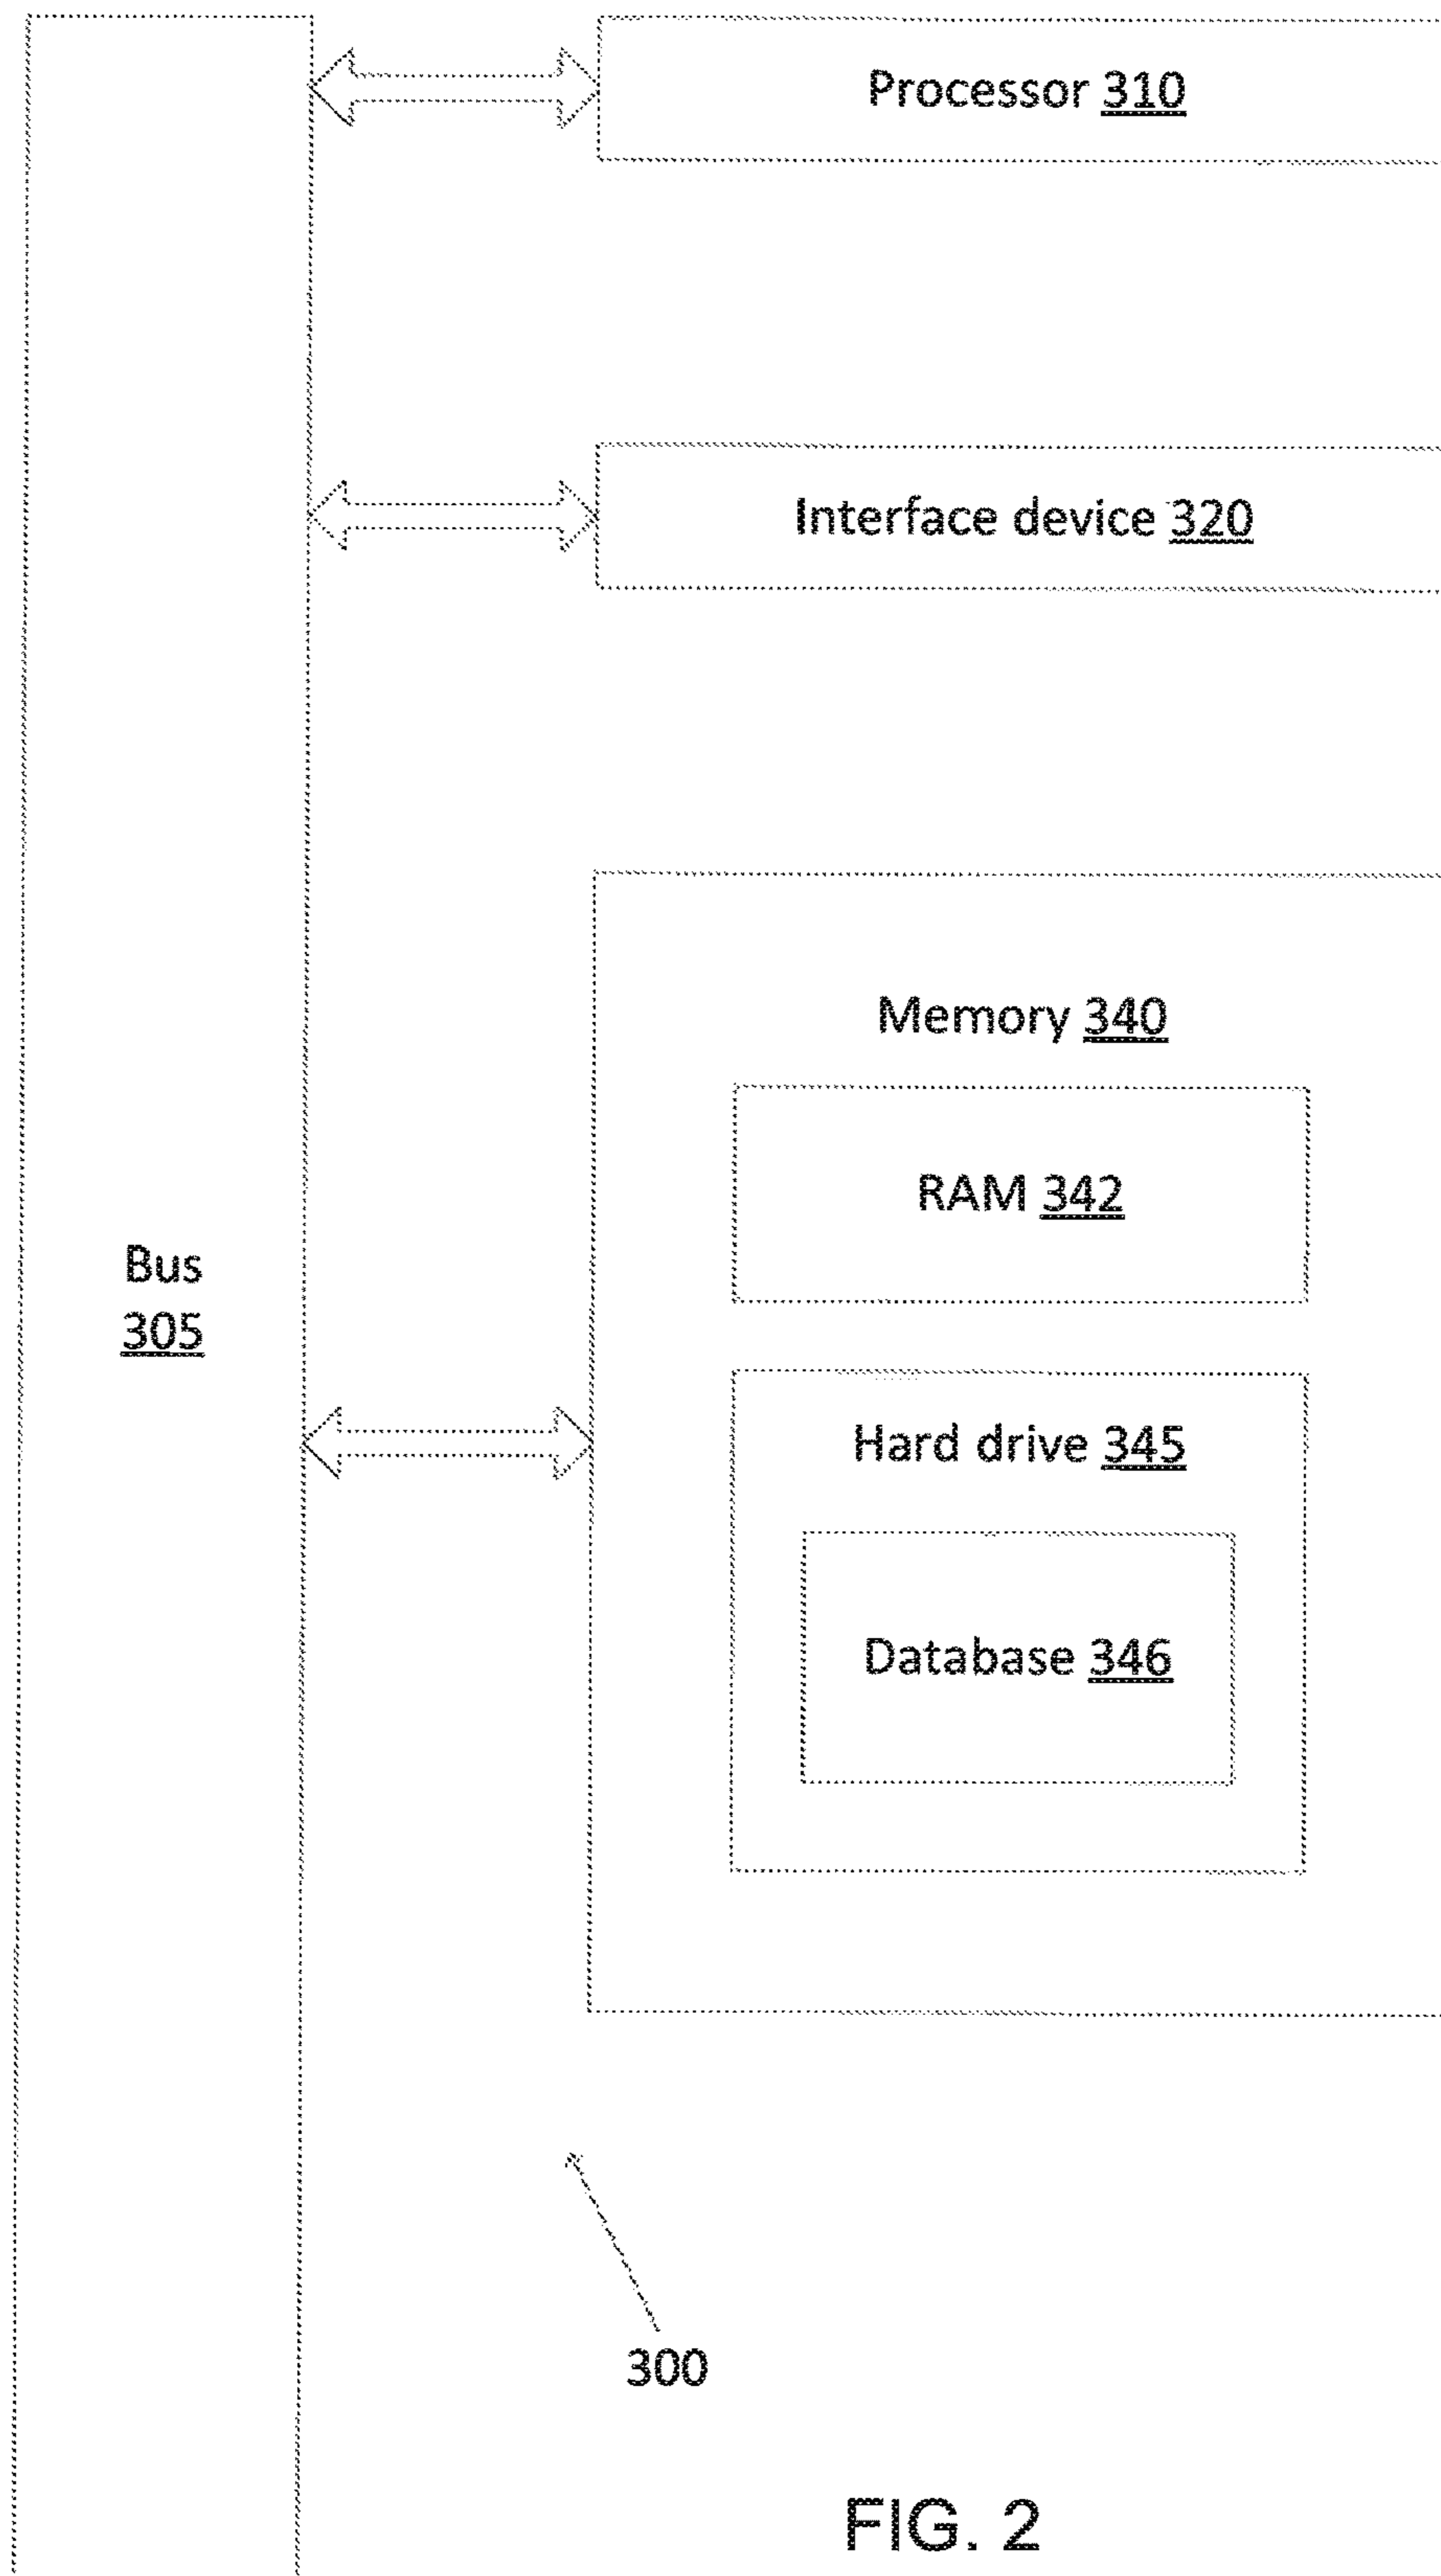 Processor 310
Interface device 320
Memory 340
RAM 342
Bus
305
Hard drive 345
Database 346
300
FIG. 2